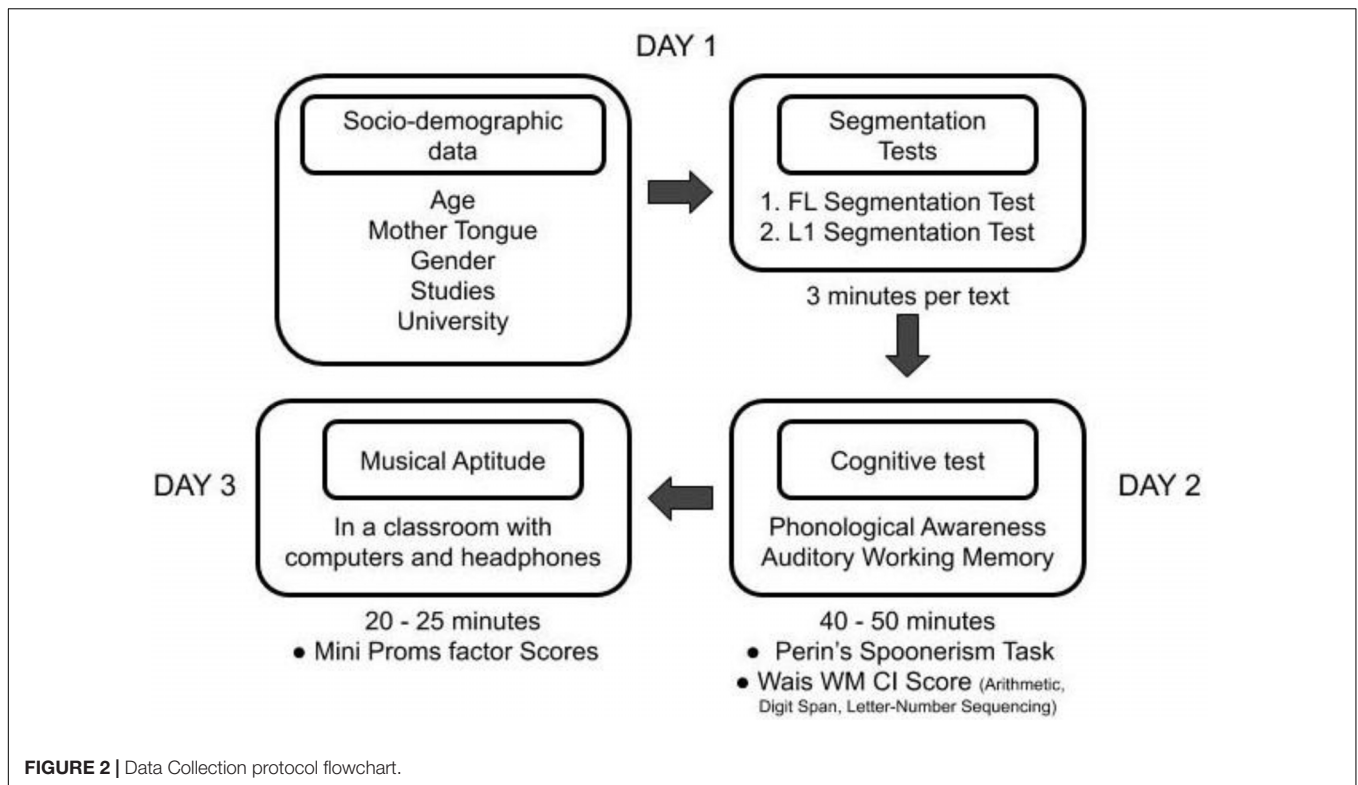 DAY 1
Socio-demographic
data
Age
Mother Tongue
Gender
Studies
University
Segmentation
Tests
1. FL Segmentation Test
2. L1 Segmentation Test
3 minutes per text
DAY 2
Cognitive test
Phonological Awareness
Auditory Working Memory
40 - 50 minutes
● Perin's Spoonerism Task
● Wais WM CI Score (Arithmetic,
Digit Span, Letter-Number Sequencing)
DAY 3
Musical Aptitude
In a classroom with
computers and headphones
20 - 25 minutes
● Mini Proms factor Scores
FIGURE 2 | Data Collection protocol flowchart.